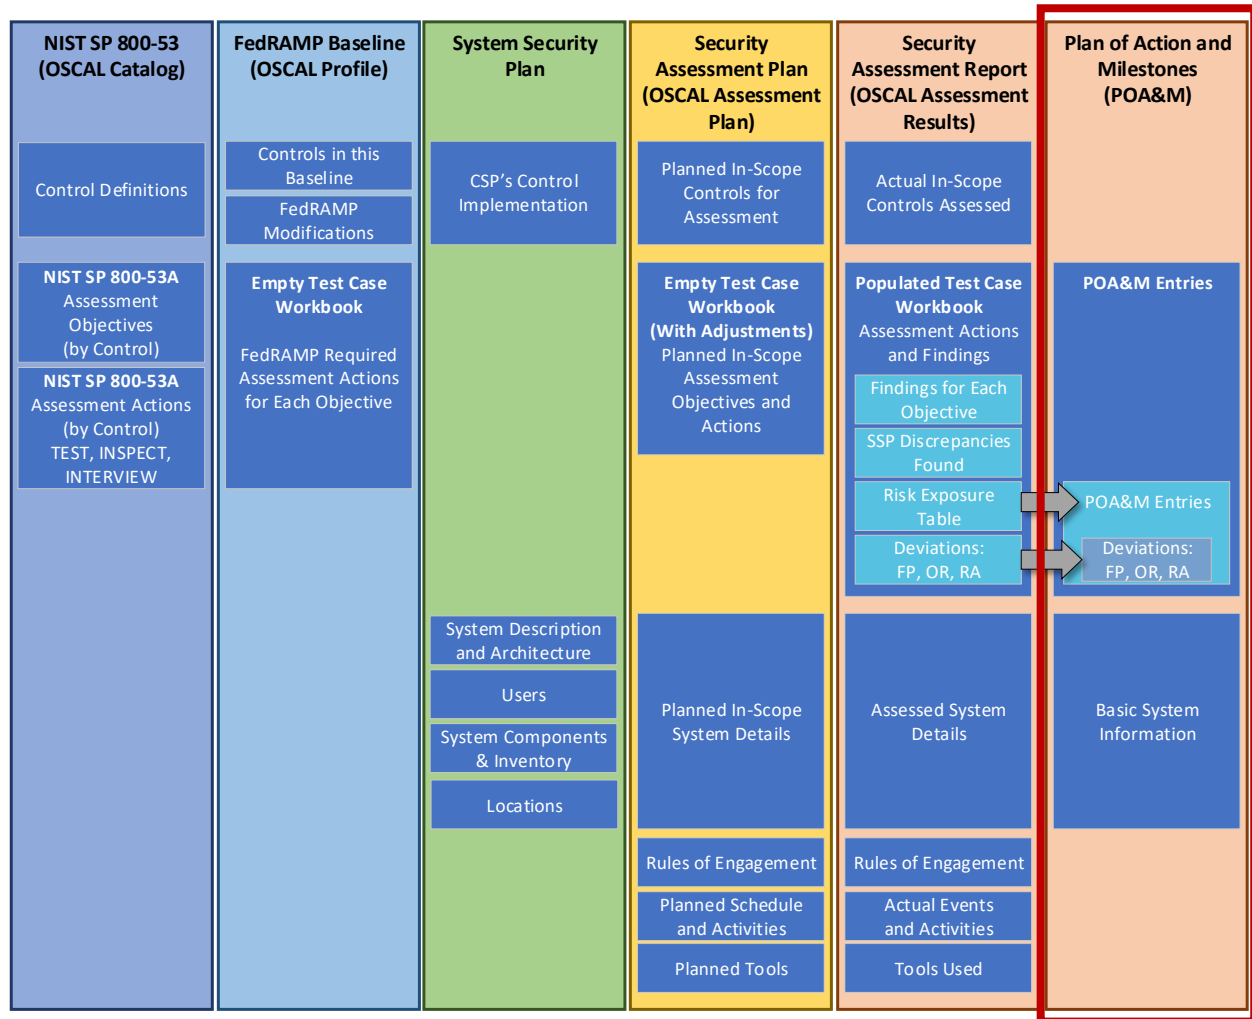 NIST SP 800-53
(OSCAL Catalog)
Control Definitions
NIST SP 800-53A
Assessment
Objectives
(by Control)
NIST SP 800-53A
Assessment Actions
(by Control)
TEST, INSPECT,
INTERVIEW
FedRAMP Baseline
(OSCAL Profile)
Controls in this
Baseline
FedRAMP
Modifications
Empty Test Case
Workbook
FedRAMP Required
Assessment Actions
for Each Objective
System Security
Plan
CSP's Control
Implementation
System Description
and Architecture
Users
System Components
& Inventory
Locations
Security
Assessment Plan
(OSCAL Assessment
Plan)
Planned In-Scope
Controls for
Assessment
Empty Test Case
Workbook
(With Adjustments)
Planned In-Scope
Assessment
Objectives and
Actions
Planned In-Scope
System Details
Rules of Engagement
Planned Schedule
and Activities
Planned Tools
Security
Assessment Report
(OSCAL Assessment
Results)
Actual In-Scope
Controls Assessed
Populated Test Case
Workbook
Assessment Actions
and Findings
Findings for Each
Objective
SSP Discrepancies
Found
Risk Exposure
Table
Deviations:
FP, OR, RA
Assessed System
Details
Rules of Engagement
Actual Events
and Activities
Tools Used
Plan of Action and
Milestones
(POA&M)
POA&M Entries
POA&M Entries
Deviations:
FP, OR, RA
Basic System
Information